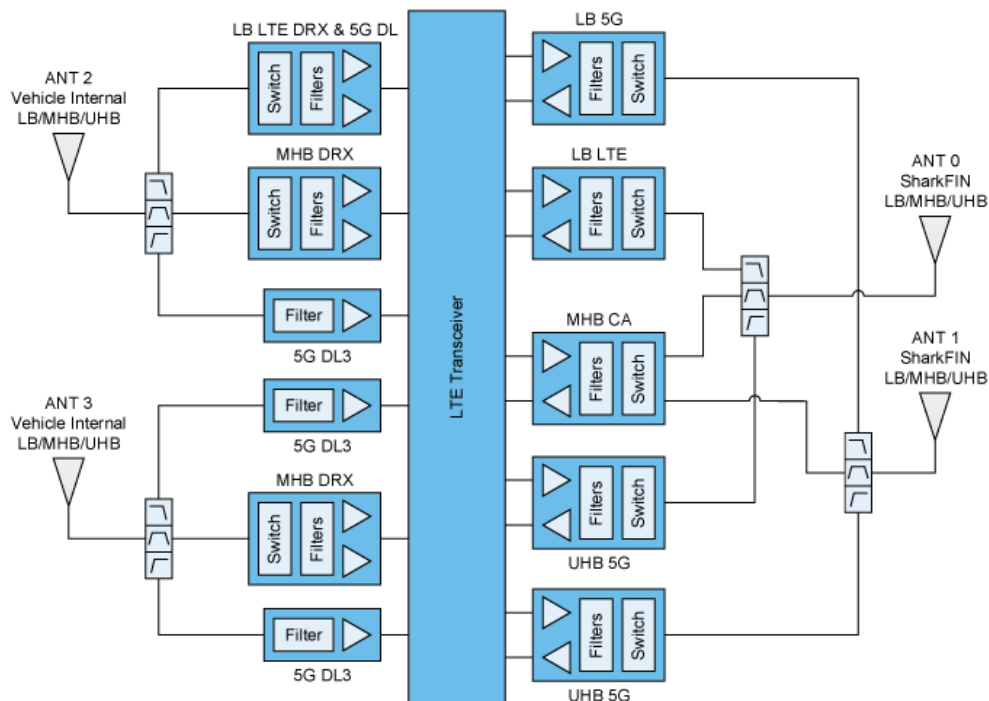 LB LTE DRX & 5G DL
Switch
Filters
ANT 2
Vehicle Internal
LB/MHB/UHB
MHB DRX
Switch
Filters
Filter
5G DL3
ANT 3
Vehicle Internal
LB/MHB/UHB
Filter
5G DL3
MHB DRX
Switch
Filters
Filter
5G DL3
LTE Transceiver
LB 5G
Filters
Switch
LB LTE
Filters
Switch
MHB CA
Filters
Switch
Filters
Switch
UHB 5G
Filters
Switch
UHB 5G
ANT 0
SharkFIN
LB/MHB/UHB
ANT 1
SharkFIN
LB/MHB/UHB